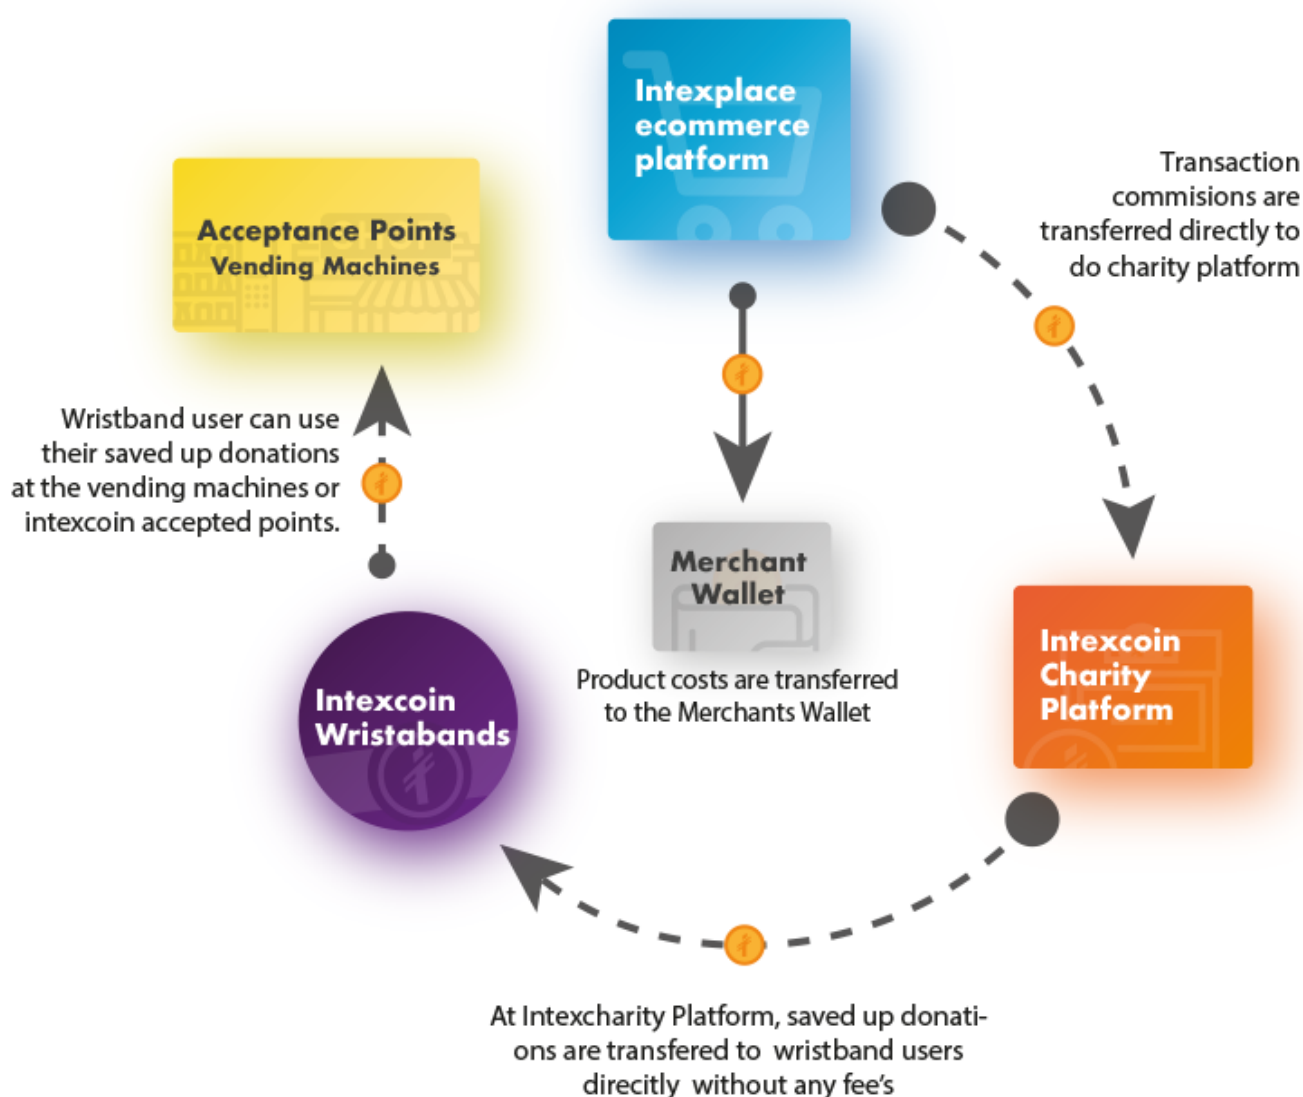 Intexplace
ecommerce
platform
Transaction
commisions are
transferred directly to
do charity platform
Acceptance Points
Vending Machines
Wristband user can use
their saved up donations
at the vending machines or
intexcoin accepted points.
Merchant
Wallet
Product costs are transferred
to the Merchants Wallet
Intexcoin
Charity
Platform
Intexcoin
Wristabands
At Intexcharity Platform, saved up donati-
ons are transfered to wristband users
direcitly without any fee's